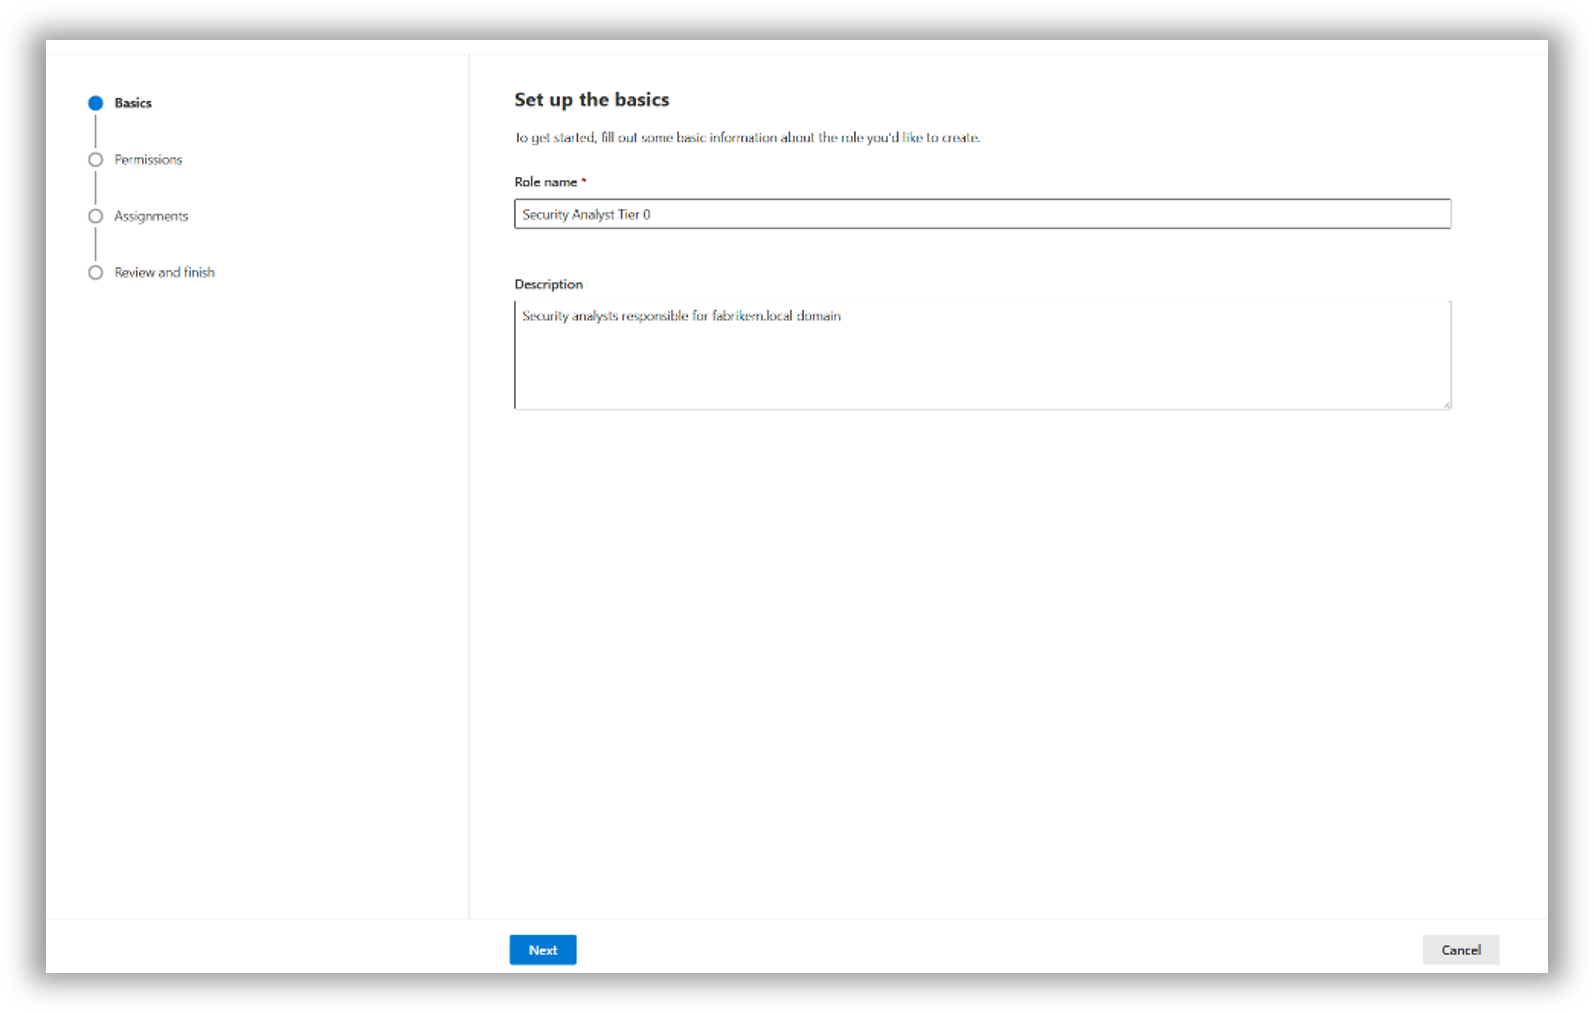 Basics
Permissions
Assignments
Review and finish
Set up the basics
To get started, fill out some basic information about the role you'd like to create.
Role name *
Security Analyst Tier 0
Description
Security analysts responsible for fabrikem.local domain
Next
Cancel